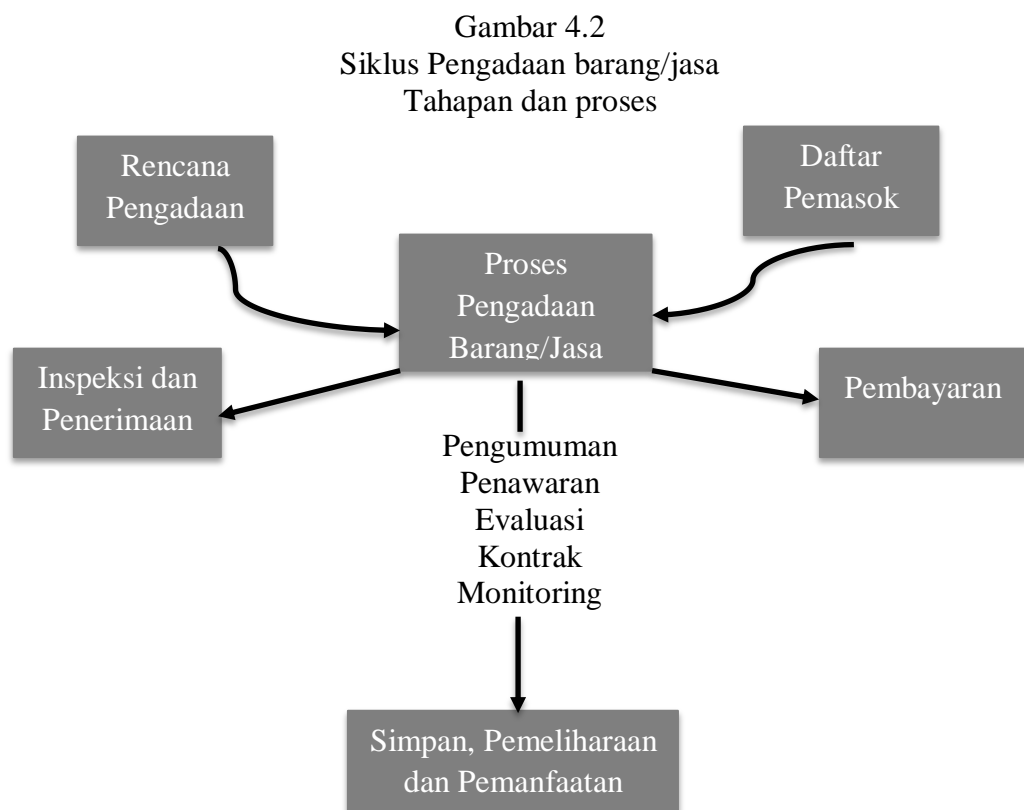 Gambar 4.2
Siklus Pengadaan barang/jasa
Tahapan dan proses
Rencana
Pengadaan
Daftar
Pemasok
Proses
Pengadaan
Barang/Jasa
Inspeksi dan
Penerimaan
Pembayaran
Pengumuman
Penawaran
Evaluasi
Kontrak
Monitoring
Simpan, Pemeliharaan
dan Pemanfaatan